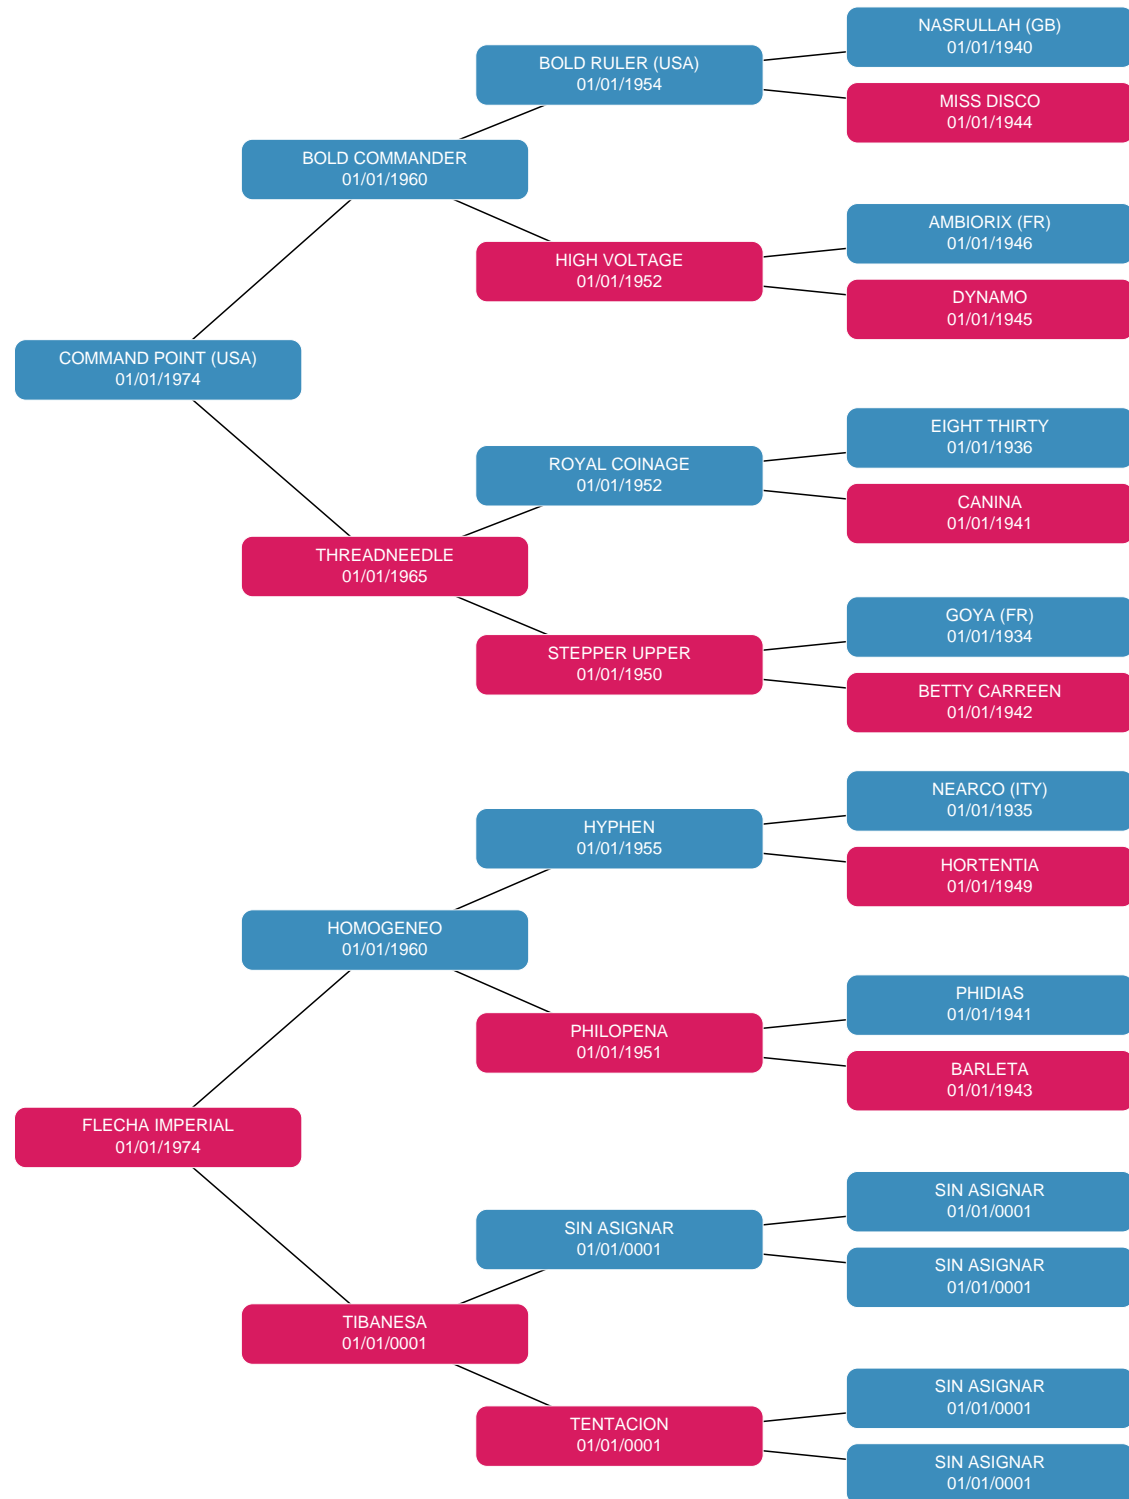 NASRULLAH (GB)
01/01/1940
BOLD RULER (USA)
01/01/1954
MISS DISCO
01/01/1944
BOLD COMMANDER
01/01/1960
AMBIORIX (FR)
01/01/1946
HIGH VOLTAGE
01/01/1952
DYNAMO
01/01/1945
COMMAND POINT (USA)
01/01/1974
EIGHT THIRTY
01/01/1936
ROYAL COINAGE
01/01/1952
CANINA
01/01/1941
THREADNEEDLE
01/01/1965
GOYA (FR)
01/01/1934
STEPPER UPPER
01/01/1950
BETTY CARREEN
01/01/1942
NEARCO (ITY)
01/01/1935
HYPHEN
01/01/1955
HORTENTIA
01/01/1949
HOMOGENEO
01/01/1960
PHIDIAS
01/01/1941
PHILOPENA
01/01/1951
BARLETA
01/01/1943
FLECHA IMPERIAL
01/01/1974
SIN ASIGNAR
01/01/0001
SIN ASIGNAR
01/01/0001
SIN ASIGNAR
01/01/0001
TIBANESA
01/01/0001
SIN ASIGNAR
01/01/0001
TENTACION
01/01/0001
SIN ASIGNAR
01/01/0001